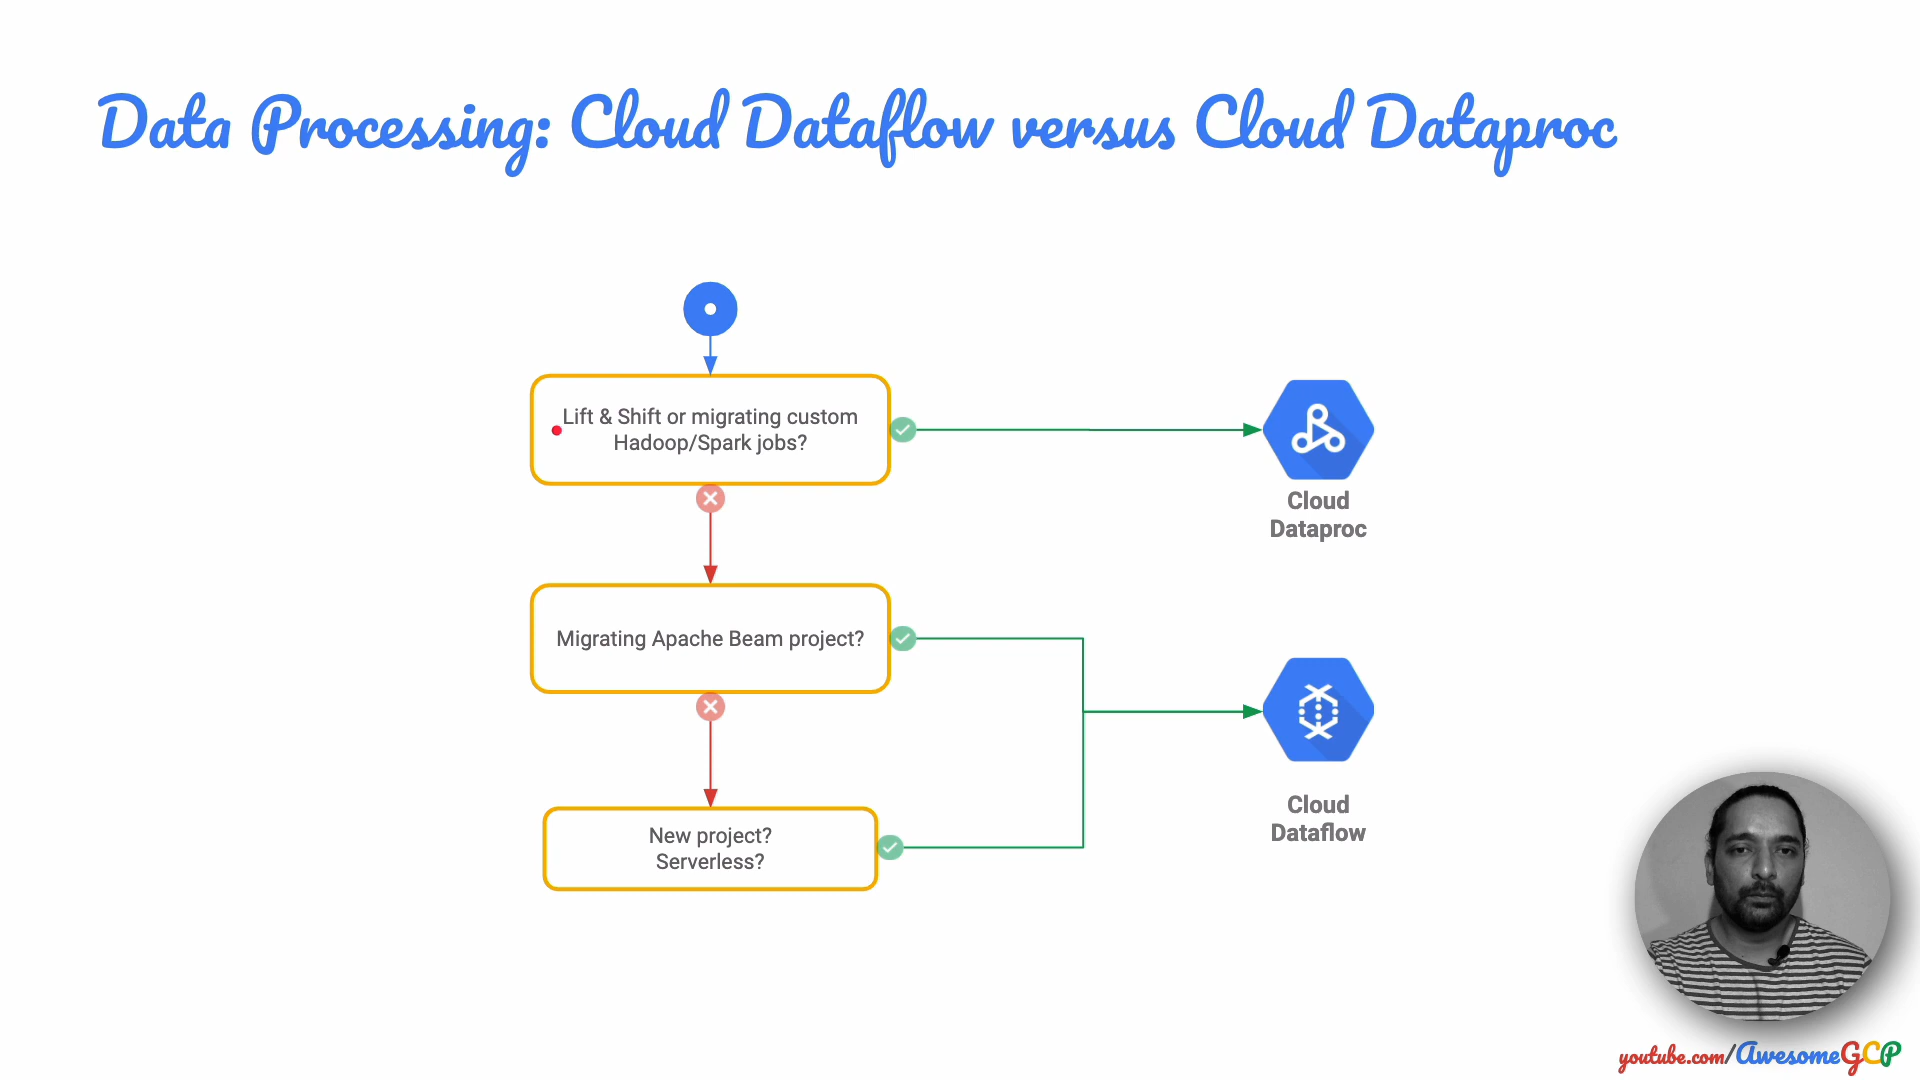 Data Processing: Cloud Dataflow versus Cloud Dataproc
Lift & Shift or migrating custom
Hadoop/Spark jobs?
Cloud
Dataproc
Migrating Apache Beam project?
Cloud
Dataflow
New project?
Serverless?
youtube.com/AwesomeGCP